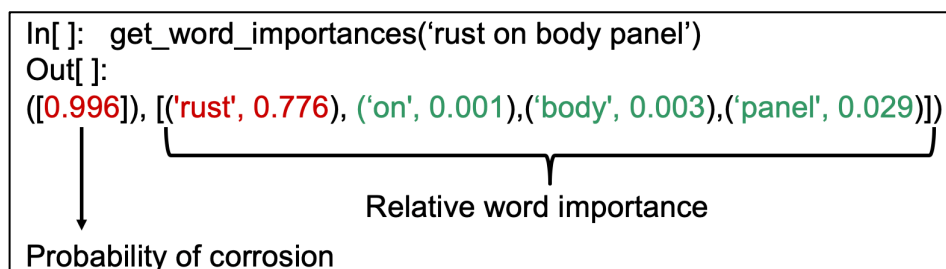 In[ ]: get_word_importances(‘rust on body panel’)
Out[ ]:
([0.996]), [('rust', 0.776), (‘on', 0.001),(‘body', 0.003),(‘panel', 0.029)])
Relative word importance
Probability of corrosion